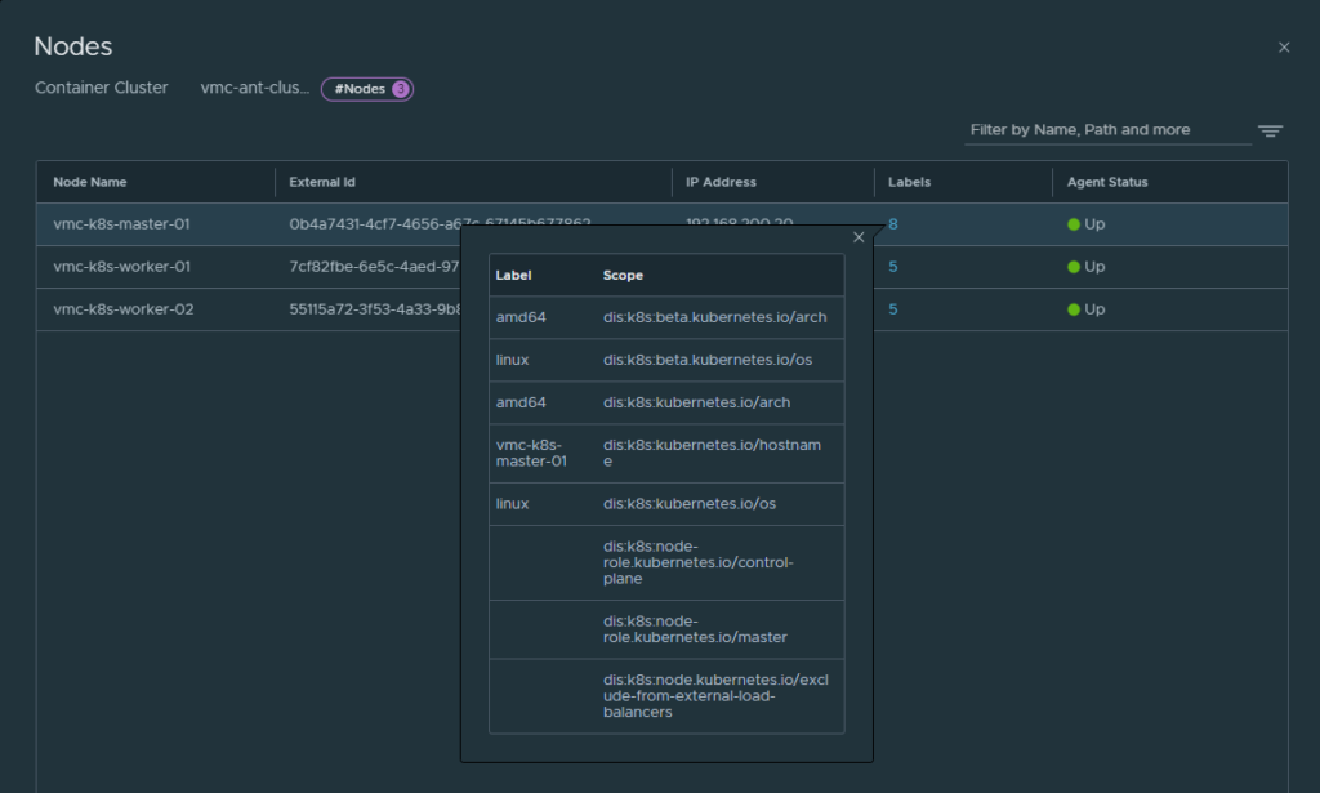 Nodes
Container Cluster vmc-ant-clus... #Nodes 3
Filter by Name, Path and more
Node Name External Id IP Address Labels Agent Status
vmc-k8s-master-01 0b4a7431-4cf7-4656-a67c-67145b677862 192.168.200.20 8 Up
vmc-k8s-worker-01 7cf82fbe-6e5c-4aed-97 5 Up
vmc-k8s-worker-02 55115a72-3f53-4a33-9b8 5 Up
Label Scope
amd64 dis:k8s:beta.kubernetes.io/arch
linux dis:k8s:beta.kubernetes.io/os
amd64 dis:k8s:kubernetes.io/arch
vmc-k8s- dis:k8s:kubernetes.io/hostnam
master-01 e
linux dis:k8s:kubernetes.io/os
dis:k8s:node-
role.kubernetes.io/control-
plane
dis:k8s:node-
role.kubernetes.io/master
dis:k8s:node.kubernetes.io/excl
ude-from-external-load-
balancers